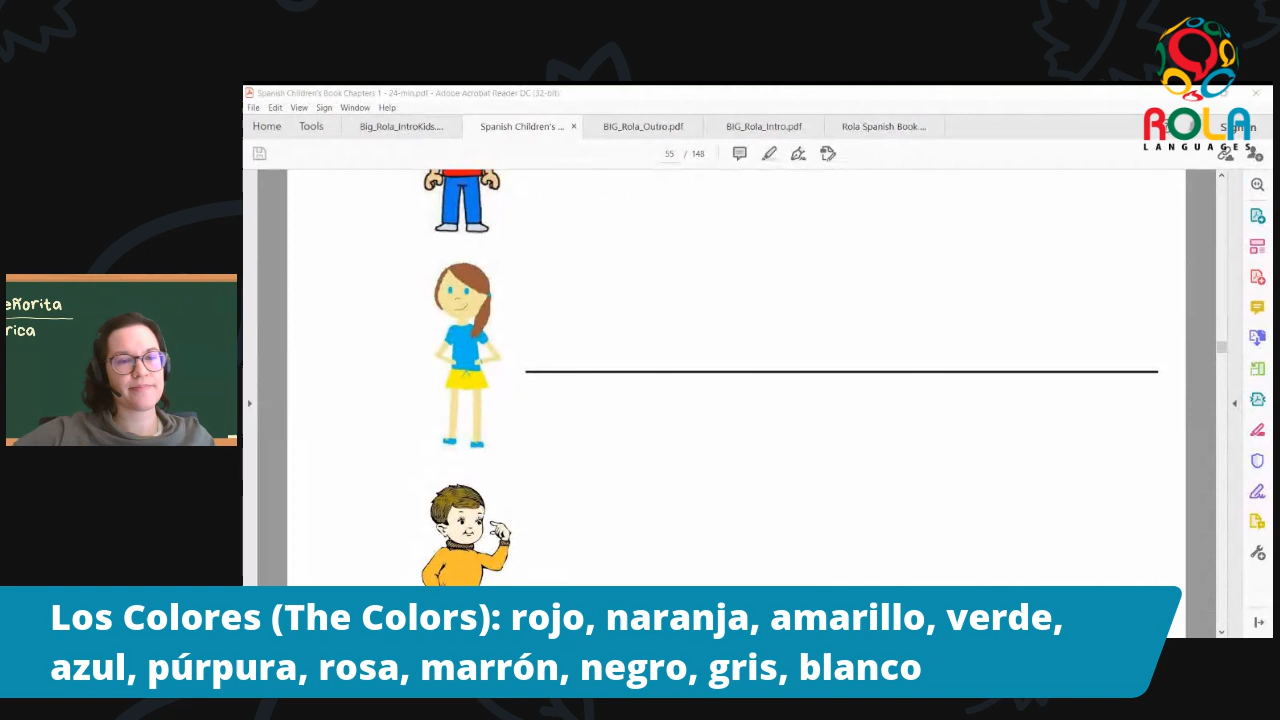 ROLA
LANGUAGES
Spanish Children's Book Chapters 1 - 24-min.pdf - Adobe Acrobat Reader DC (32-bit)
File Edit View Sign Window Help
Home Tools Big_Rola_IntroKids.... Spanish Children's ... × BIG_Rola_Outro.pdf BIG_Rola_Intro.pdf Rola Spanish Book ...
55 / 148
eñorita
rica
Los Colores (The Colors): rojo, naranja, amarillo, verde,
azul, púrpura, rosa, marrón, negro, gris, blanco